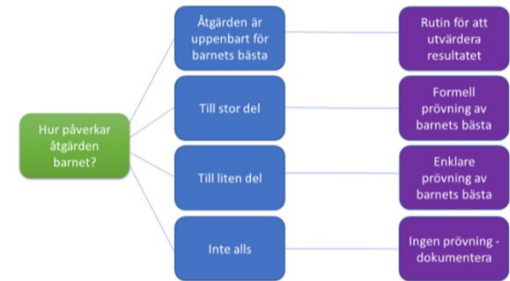 Hur påverkar
åtgärden
barnet?
Åtgärden är
uppenbart för
barnets bästa
Rutin för att
utvärdera
resultatet
Till stor del
Formell
prövning av
barnets bästa
Till liten del
Enklare
prövning av
barnets bästa
Inte alls
Ingen prövning -
dokumentera